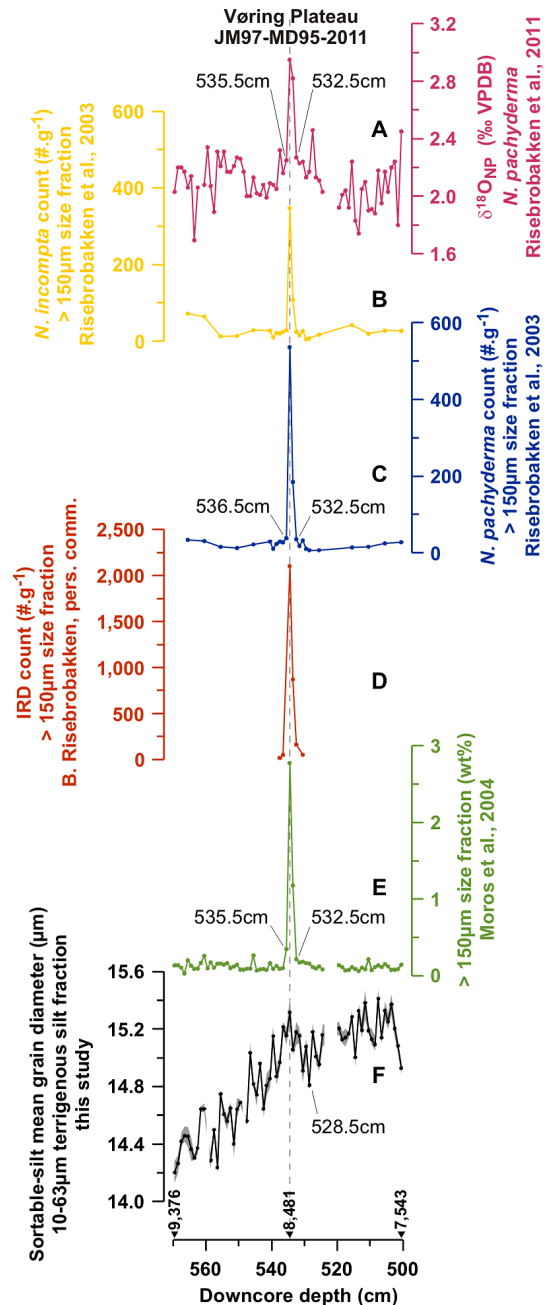 Vøring Plateau
JM97-MD95-2011
3.2
2.8
2.4
2.0
1.6
δ18ONP (‰ VPDB)
N. pachyderma
Risebrobakken et al., 2011
535.5cm
532.5cm
A
600
400
200
0
N. incompta count (#.g-1)
> 150µm size fraction
Risebrobakken et al., 2003
B
600
400
200
0
N. pachyderma count (#.g-1)
> 150µm size fraction
Risebrobakken et al., 2003
C
536.5cm
532.5cm
2,500
2,000
1,500
1,000
500
0
IRD count (#.g-1)
> 150µm size fraction
B. Risebrobakken, pers. comm.
D
3
2
1
0
> 150µm size fraction (wt%)
Moros et al., 2004
E
535.5cm
532.5cm
15.6
15.2
14.8
14.4
14.0
Sortable-silt mean grain diameter (µm)
10-63µm terrigenous silt fraction
this study
F
528.5cm
9,376
8,481
7,543
560
540
520
500
Downcore depth (cm)